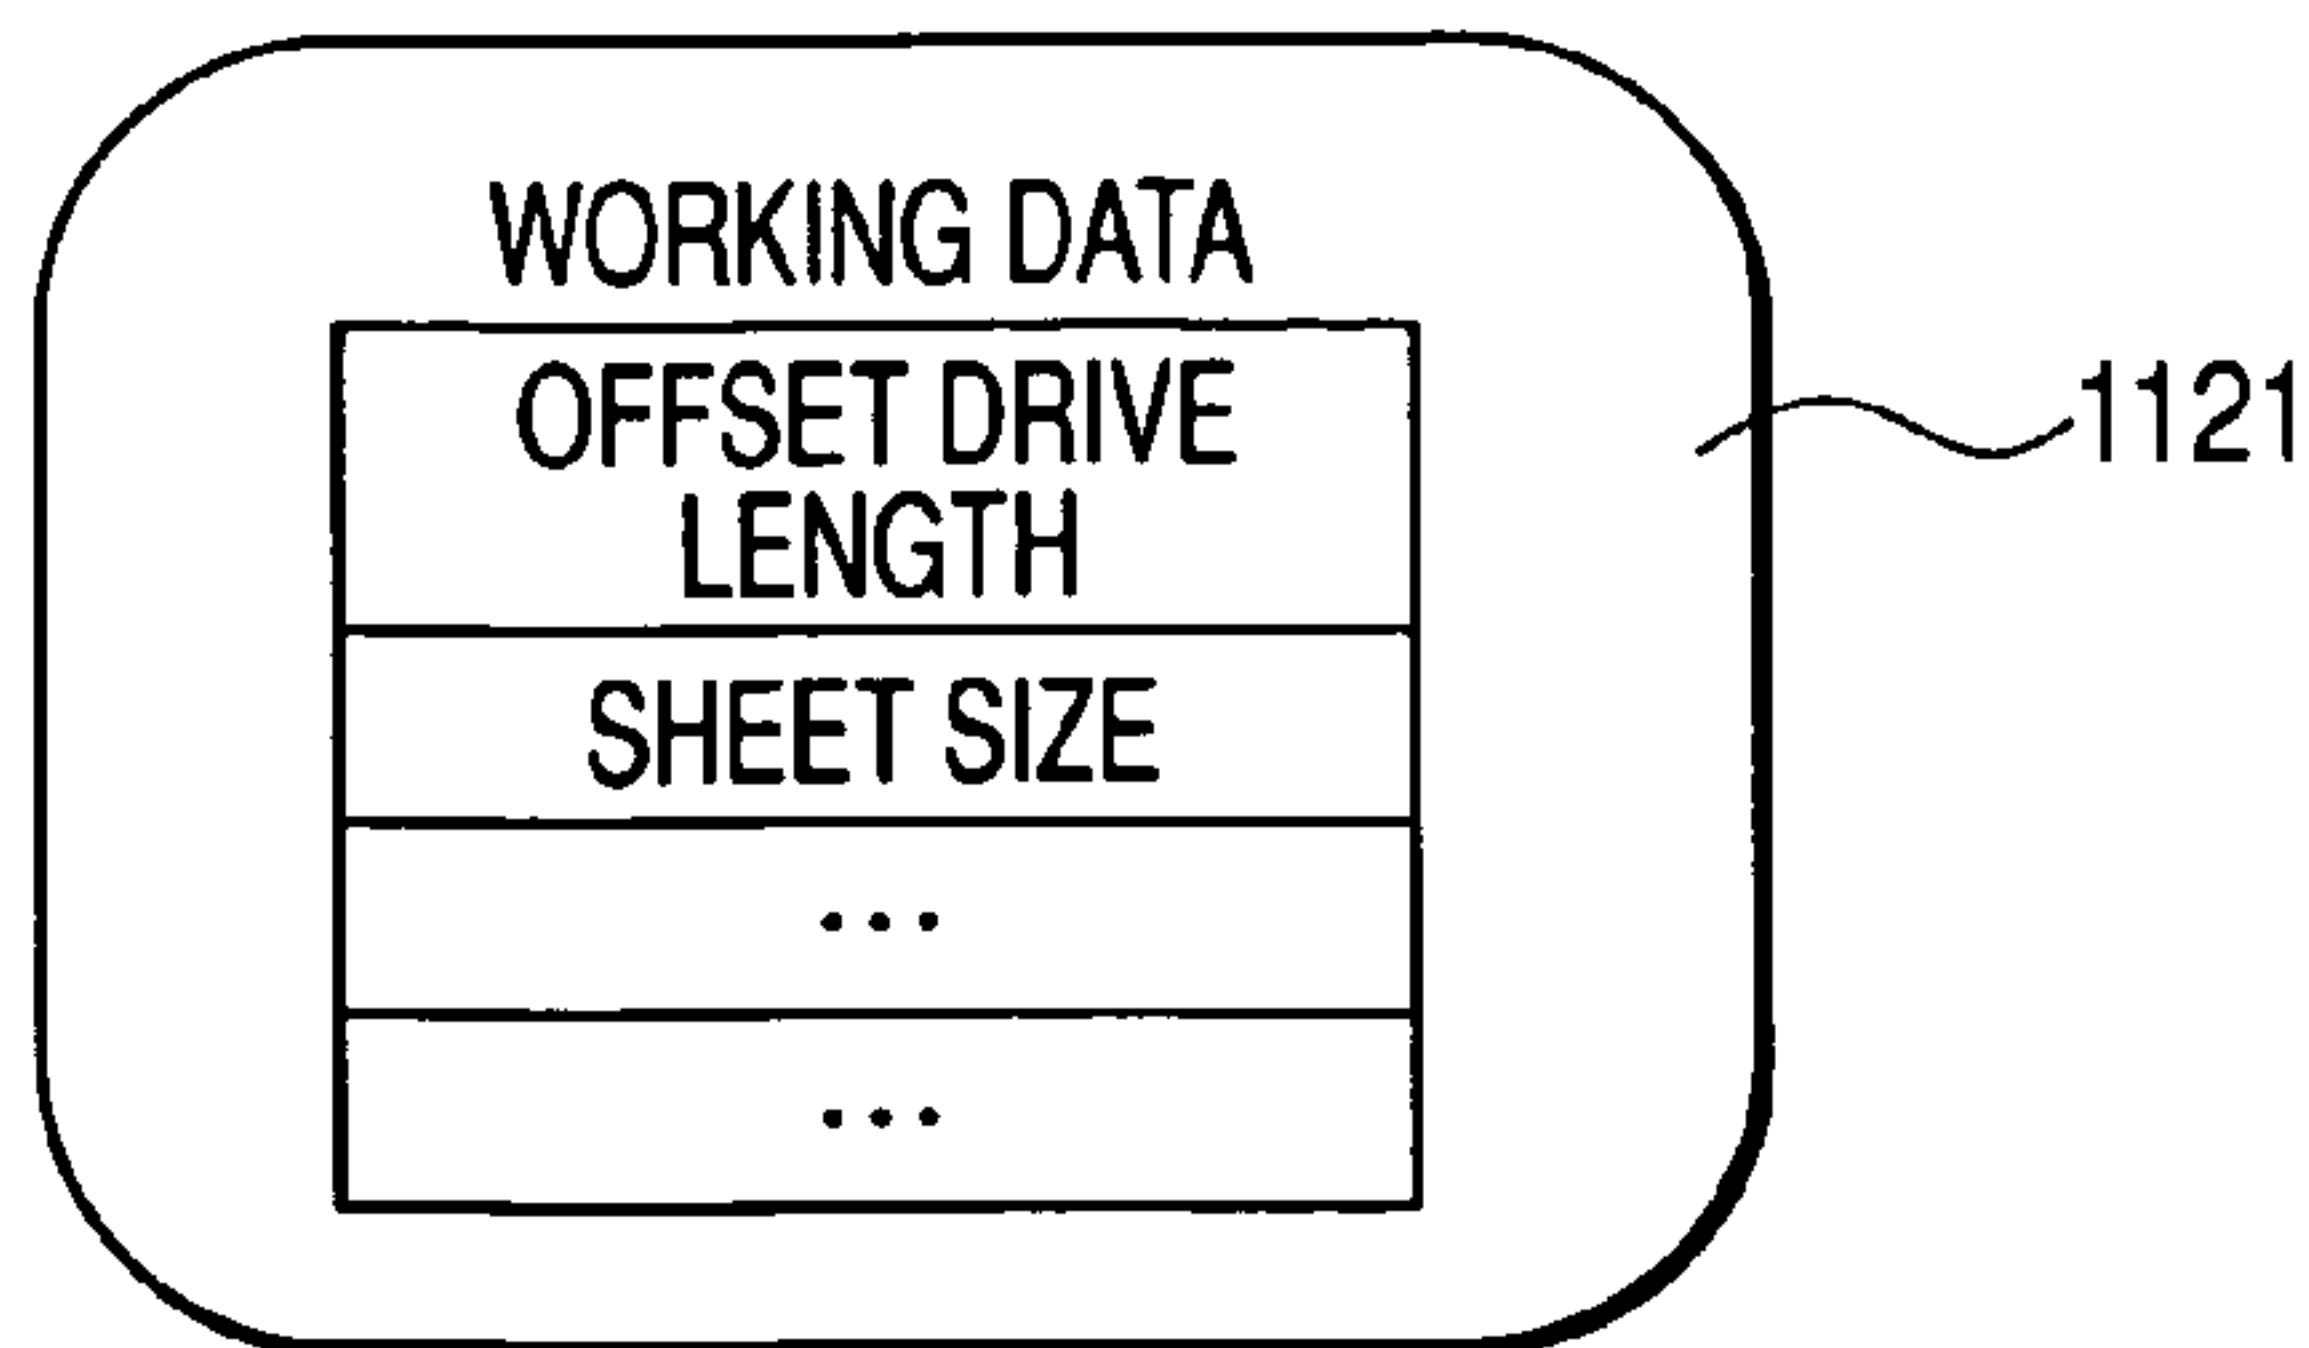 WORKING DATA
OFFSET DRIVE
LENGTH
1121
SHEET SIZE
...
...